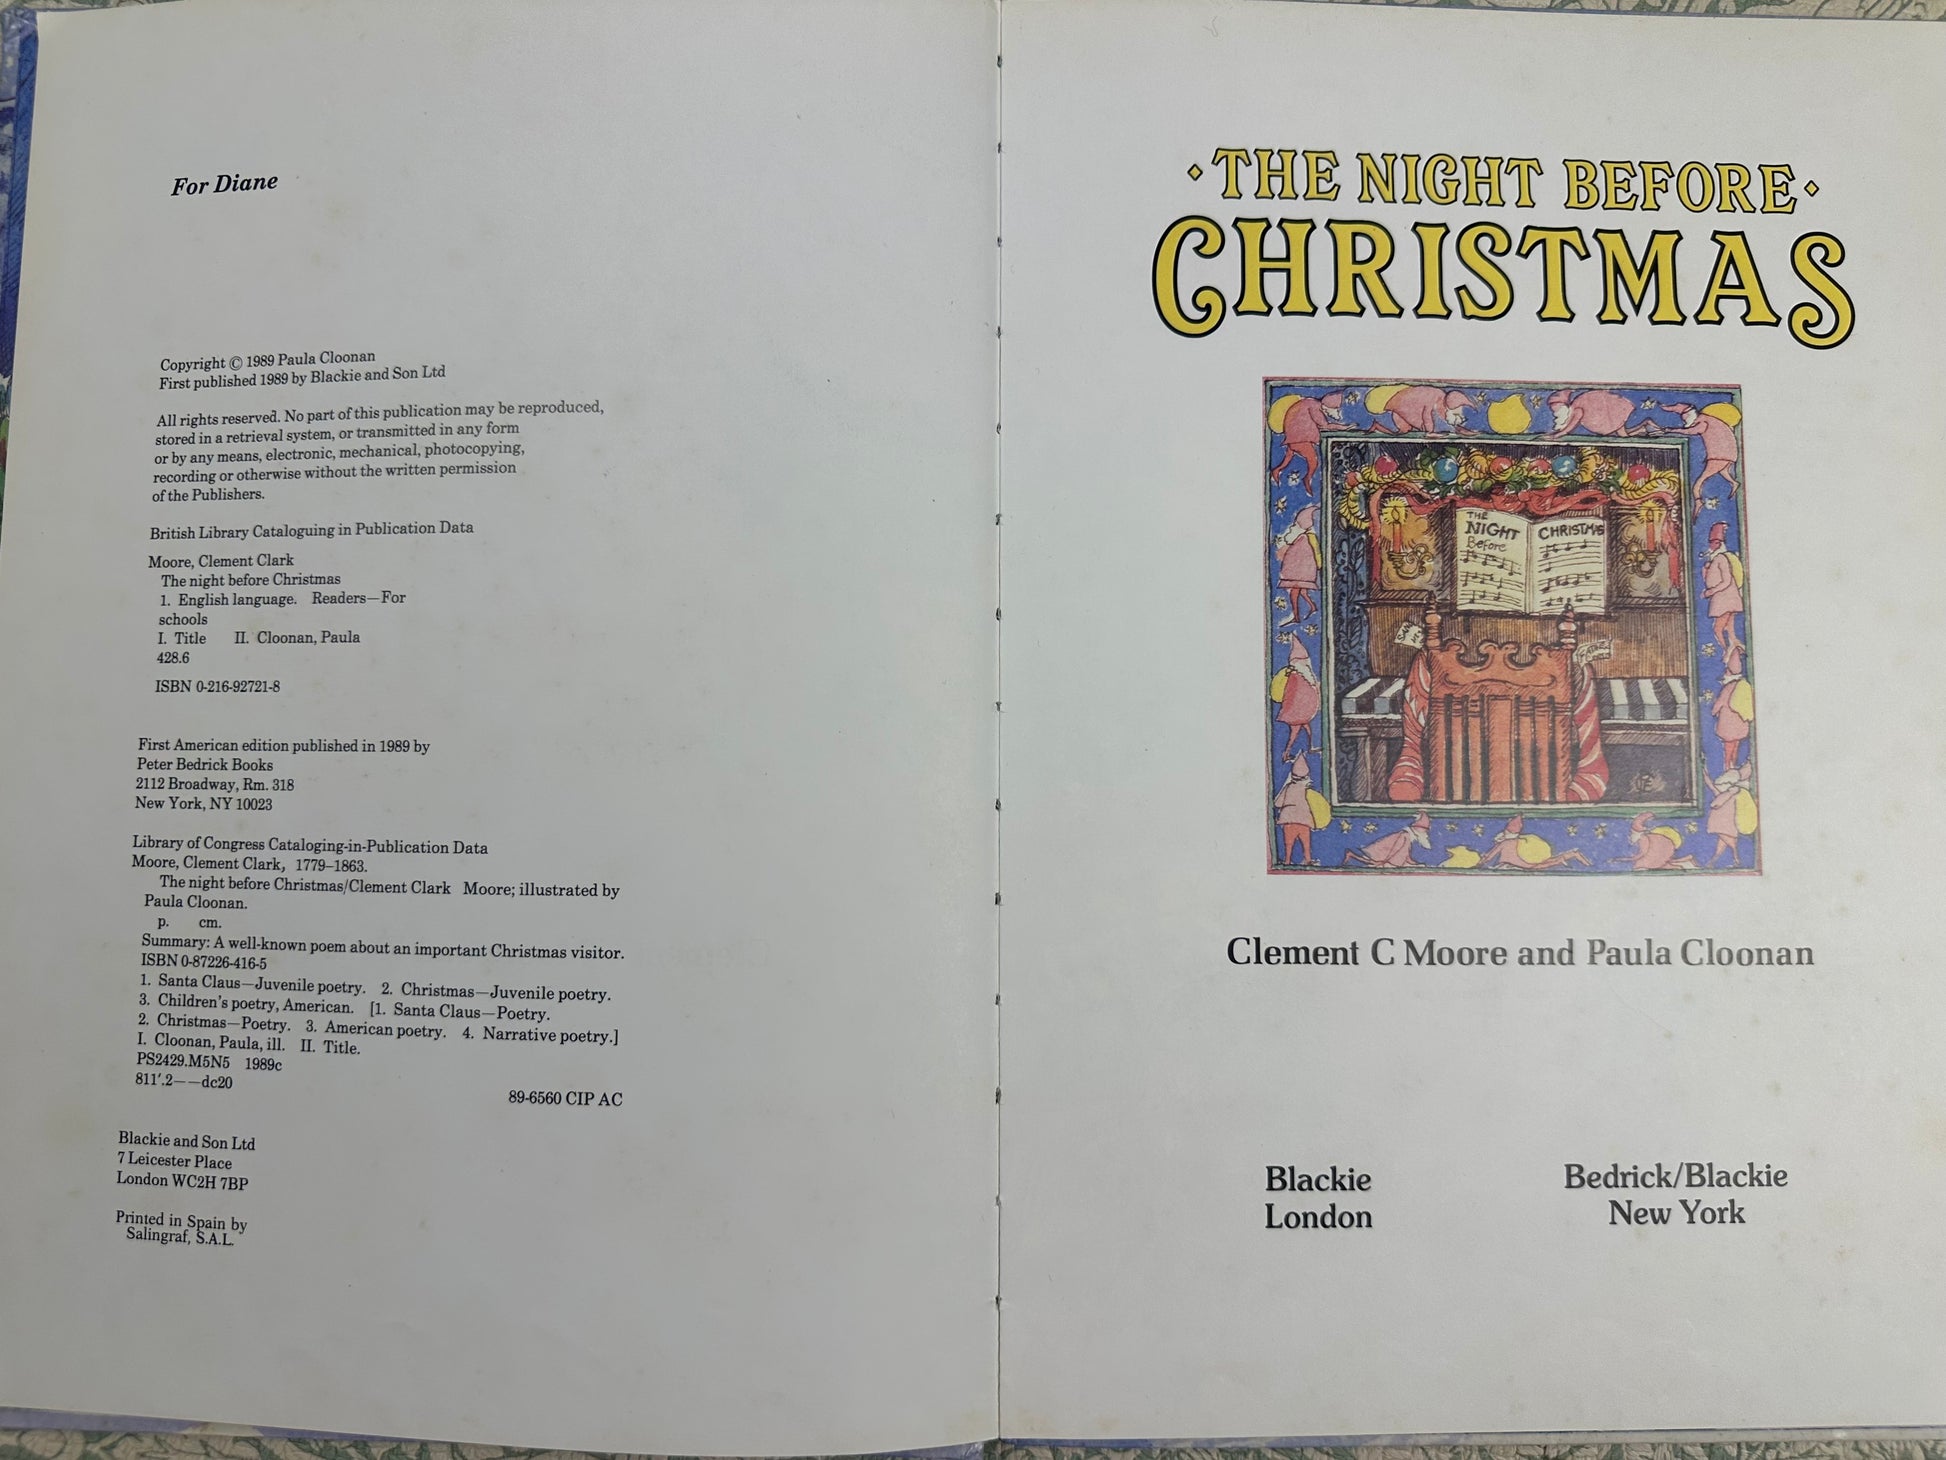 For Diane
Copyright © 1989 Paula Cloonan
First published 1989 by Blackie and Son Ltd
All rights reserved. No part of this publication may be reproduced,
stored in a retrieval system, or transmitted in any form
or by any means, electronic, mechanical, photocopying,
recording or otherwise without the written permission
of the Publishers.
British Library Cataloguing in Publication Data
Moore, Clement Clark
The night before Christmas
1. English language. Readers—For
schools
I. Title II. Cloonan, Paula
428.6
ISBN 0-216-92721-8
First American edition published in 1989 by
Peter Bedrick Books
2112 Broadway, Rm. 318
New York, NY 10023
Library of Congress Cataloging-in-Publication Data
Moore, Clement Clark, 1779–1863.
The night before Christmas/Clement Clark Moore; illustrated by
Paula Cloonan.
p. cm.
Summary: A well-known poem about an important Christmas visitor.
ISBN 0-87226-416-5
1. Santa Claus—Juvenile poetry. 2. Christmas—Juvenile poetry.
3. Children's poetry, American. [1. Santa Claus—Poetry.
2. Christmas—Poetry. 3. American poetry. 4. Narrative poetry.]
I. Cloonan, Paula, ill. II. Title.
PS2429.M5N5 1989c
811'.2——dc20
89-6560 CIP AC
Blackie and Son Ltd
7 Leicester Place
London WC2H 7BP
Printed in Spain by
Salingraf, S.A.L.
THE NIGHT BEFORE
CHRISTMAS
THE
NIGHT
Before
CHRISTMAS
Clement C Moore and Paula Cloonan
Blackie
London
Bedrick/Blackie
New York